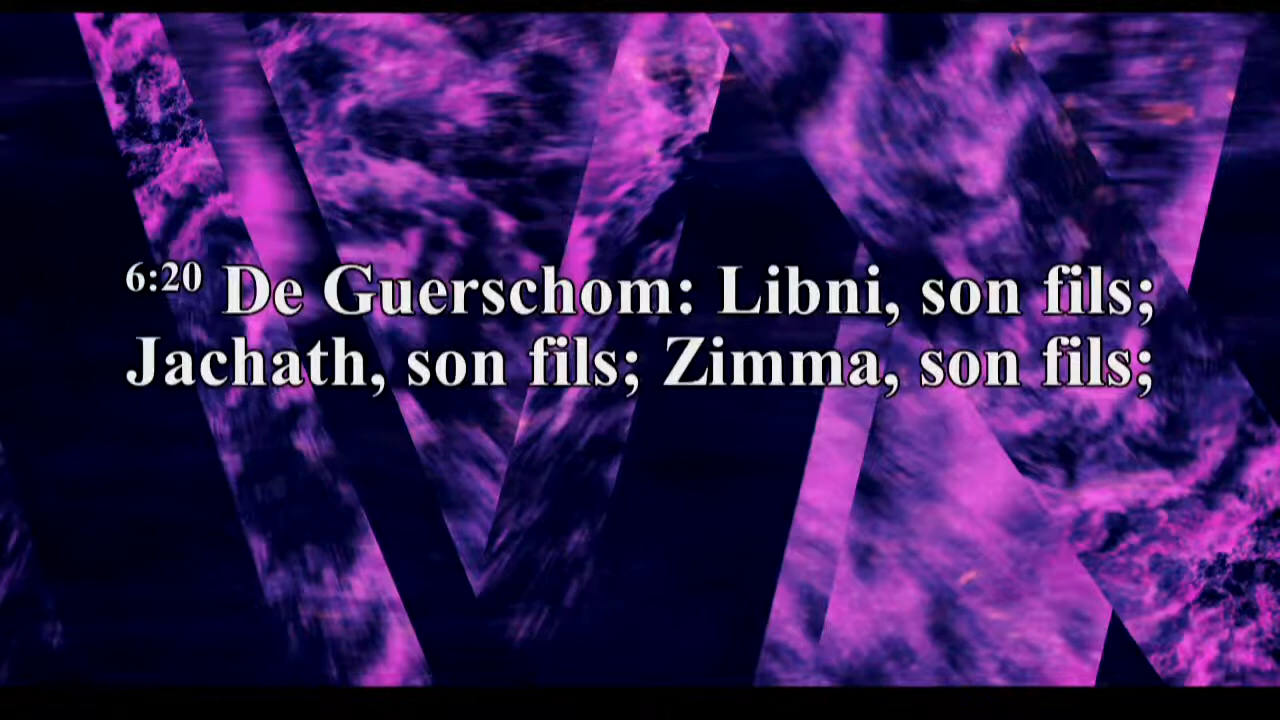 6:20 De Guerschom: Libni, son fils;
Jachath, son fils; Zimma, son fils;